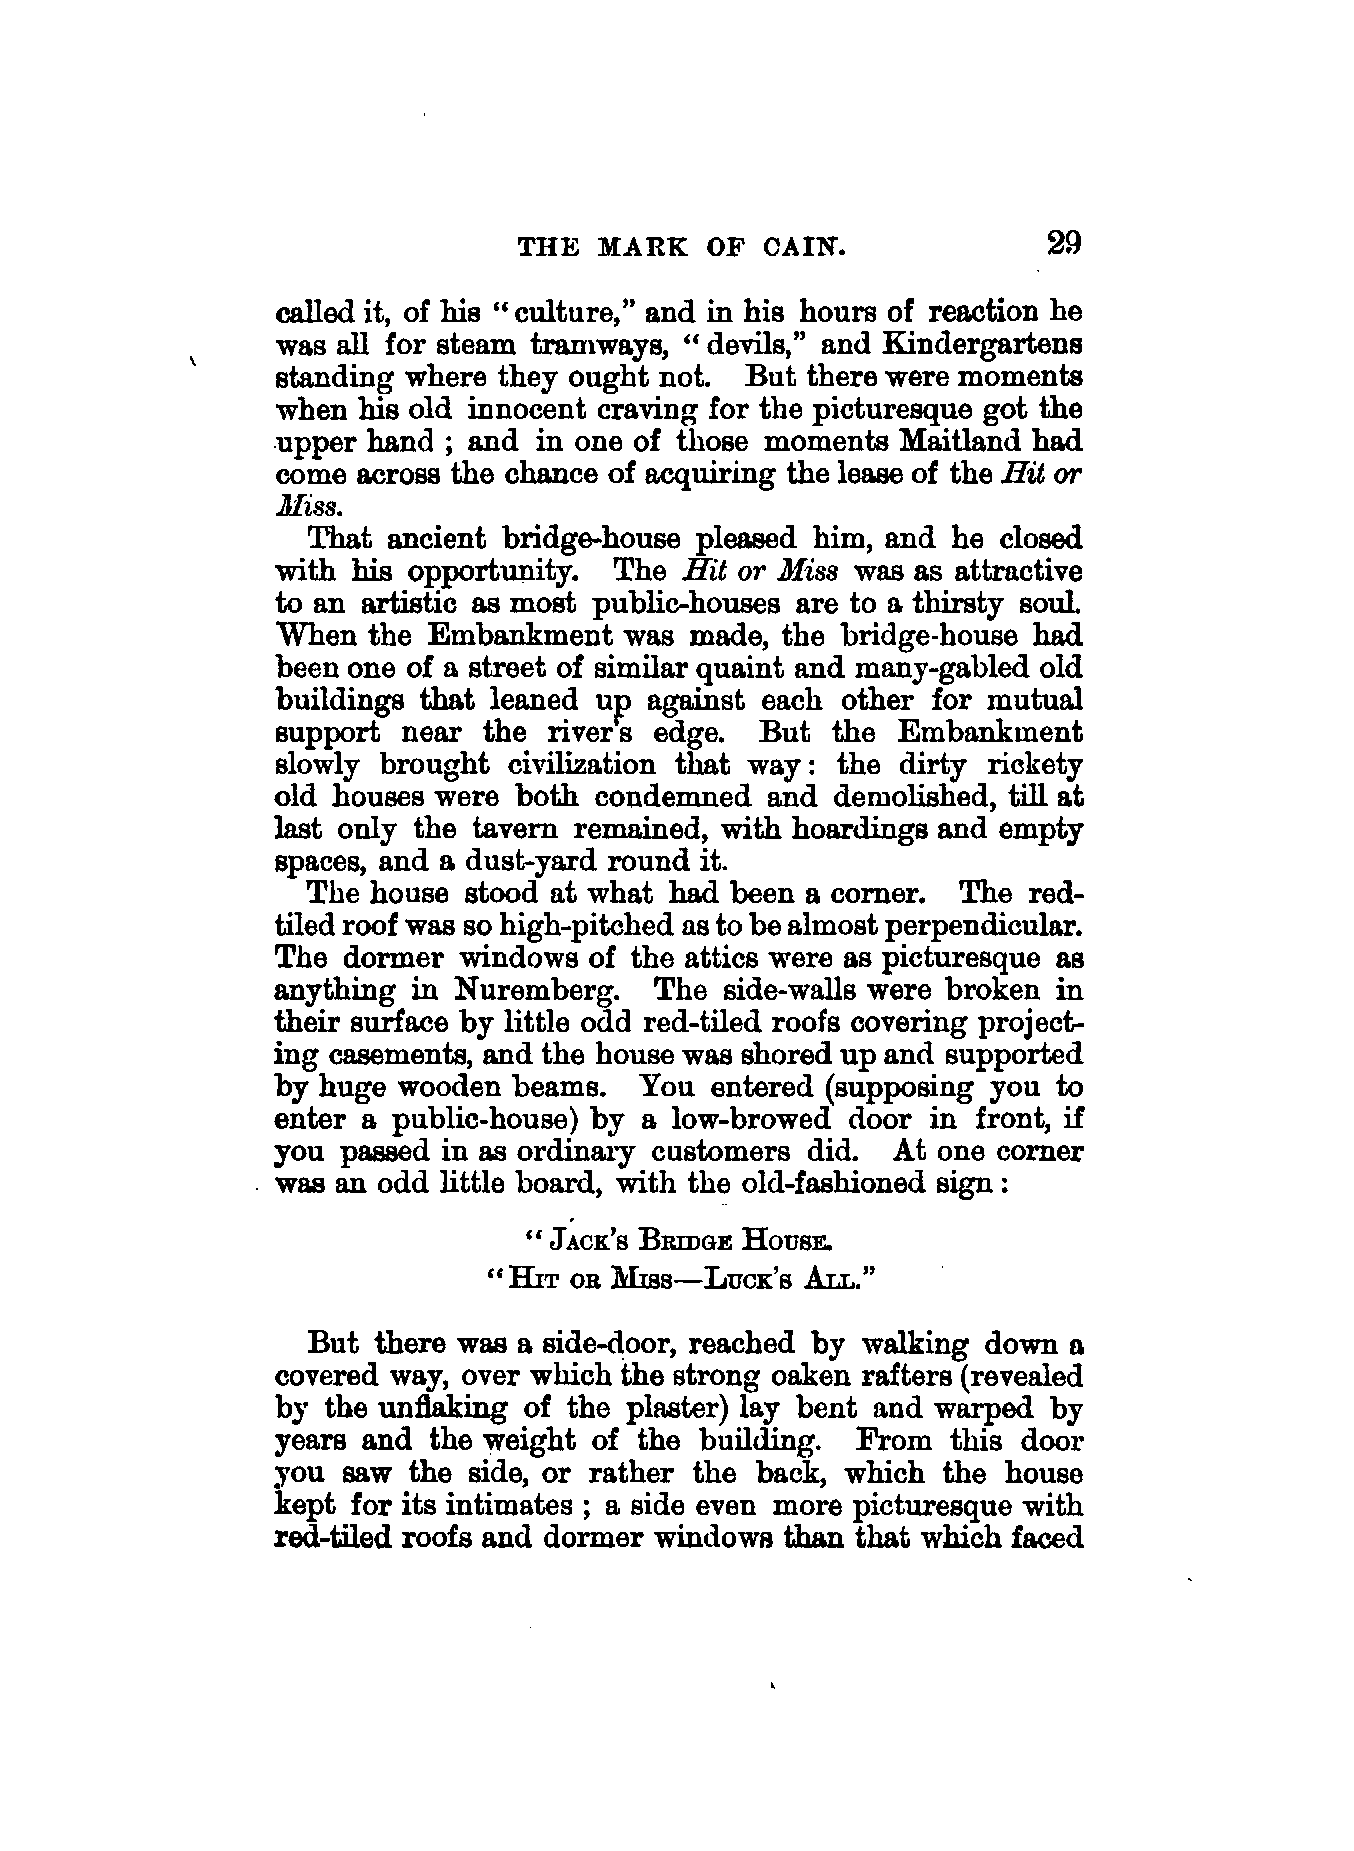 THE MARK OF CAIN. 29
called it, of his "culture," and in his hours of reaction he
was all for steam tramways, "devils," and Kindergartens
standing where they ought not. But there were moments
when his old innocent craving for the picturesque got the
upper hand ; and in one of those moments Maitland had
come across the chance of acquiring the lease of the Hit or
Miss.
That ancient bridge-house pleased him, and he closed
with his opportunity. The Hit or Miss was as attractive
to an artistic as most public-houses are to a thirsty soul.
When the Embankment was made, the bridge-house had
been one of a street of similar quaint and many-gabled old
buildings that leaned up against each other for mutual
support near the river's edge. But the Embankment
slowly brought civilization that way : the dirty rickety
old houses were both condemned and demolished, till at
last only the tavern remained, with hoardings and empty
spaces, and a dust-yard round it.
The house stood at what had been a corner. The red-
tiled roof was so high-pitched as to be almost perpendicular.
The dormer windows of the attics were as picturesque as
anything in Nuremberg. The side-walls were broken in
their surface by little odd red-tiled roofs covering project-
ing casements, and the house was shored up and supported
by huge wooden beams. You entered (supposing you to
enter a public-house) by a low-browed door in front, if
you passed in as ordinary customers did. At one corner
was an odd little board, with the old-fashioned sign :
"JACK'S BRIDGE HOUSE.
"HIT OR MISS—LUCK'S ALL."
But there was a side-door, reached by walking down a
covered way, over which the strong oaken rafters (revealed
by the unflaking of the plaster) lay bent and warped by
years and the weight of the building. From this door
you saw the side, or rather the back, which the house
kept for its intimates ; a side even more picturesque with
red-tiled roofs and dormer windows than that which faced